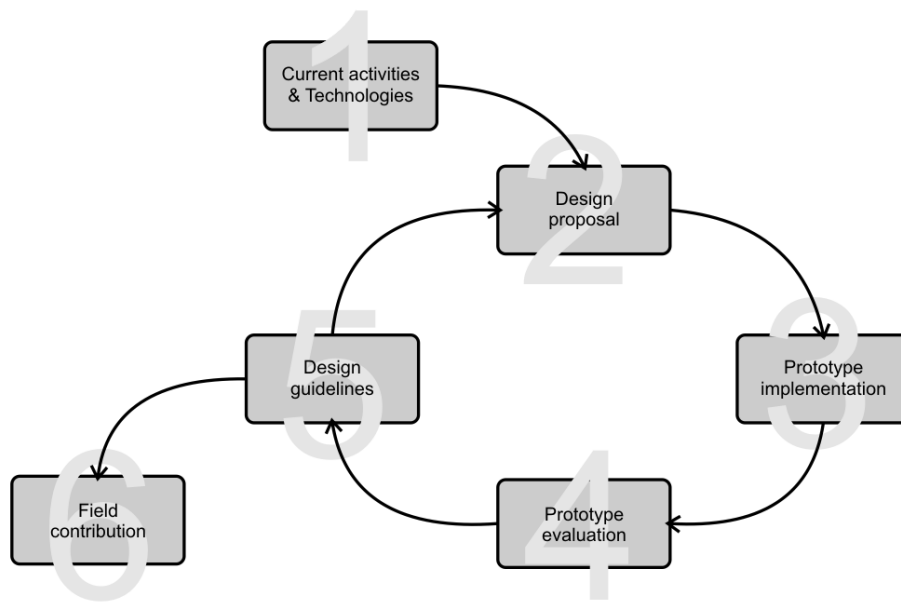 1
Current activities
& Technologies
2
Design
proposal
3
Prototype
implementation
4
Prototype
evaluation
5
Design
guidelines
6
Field
contribution